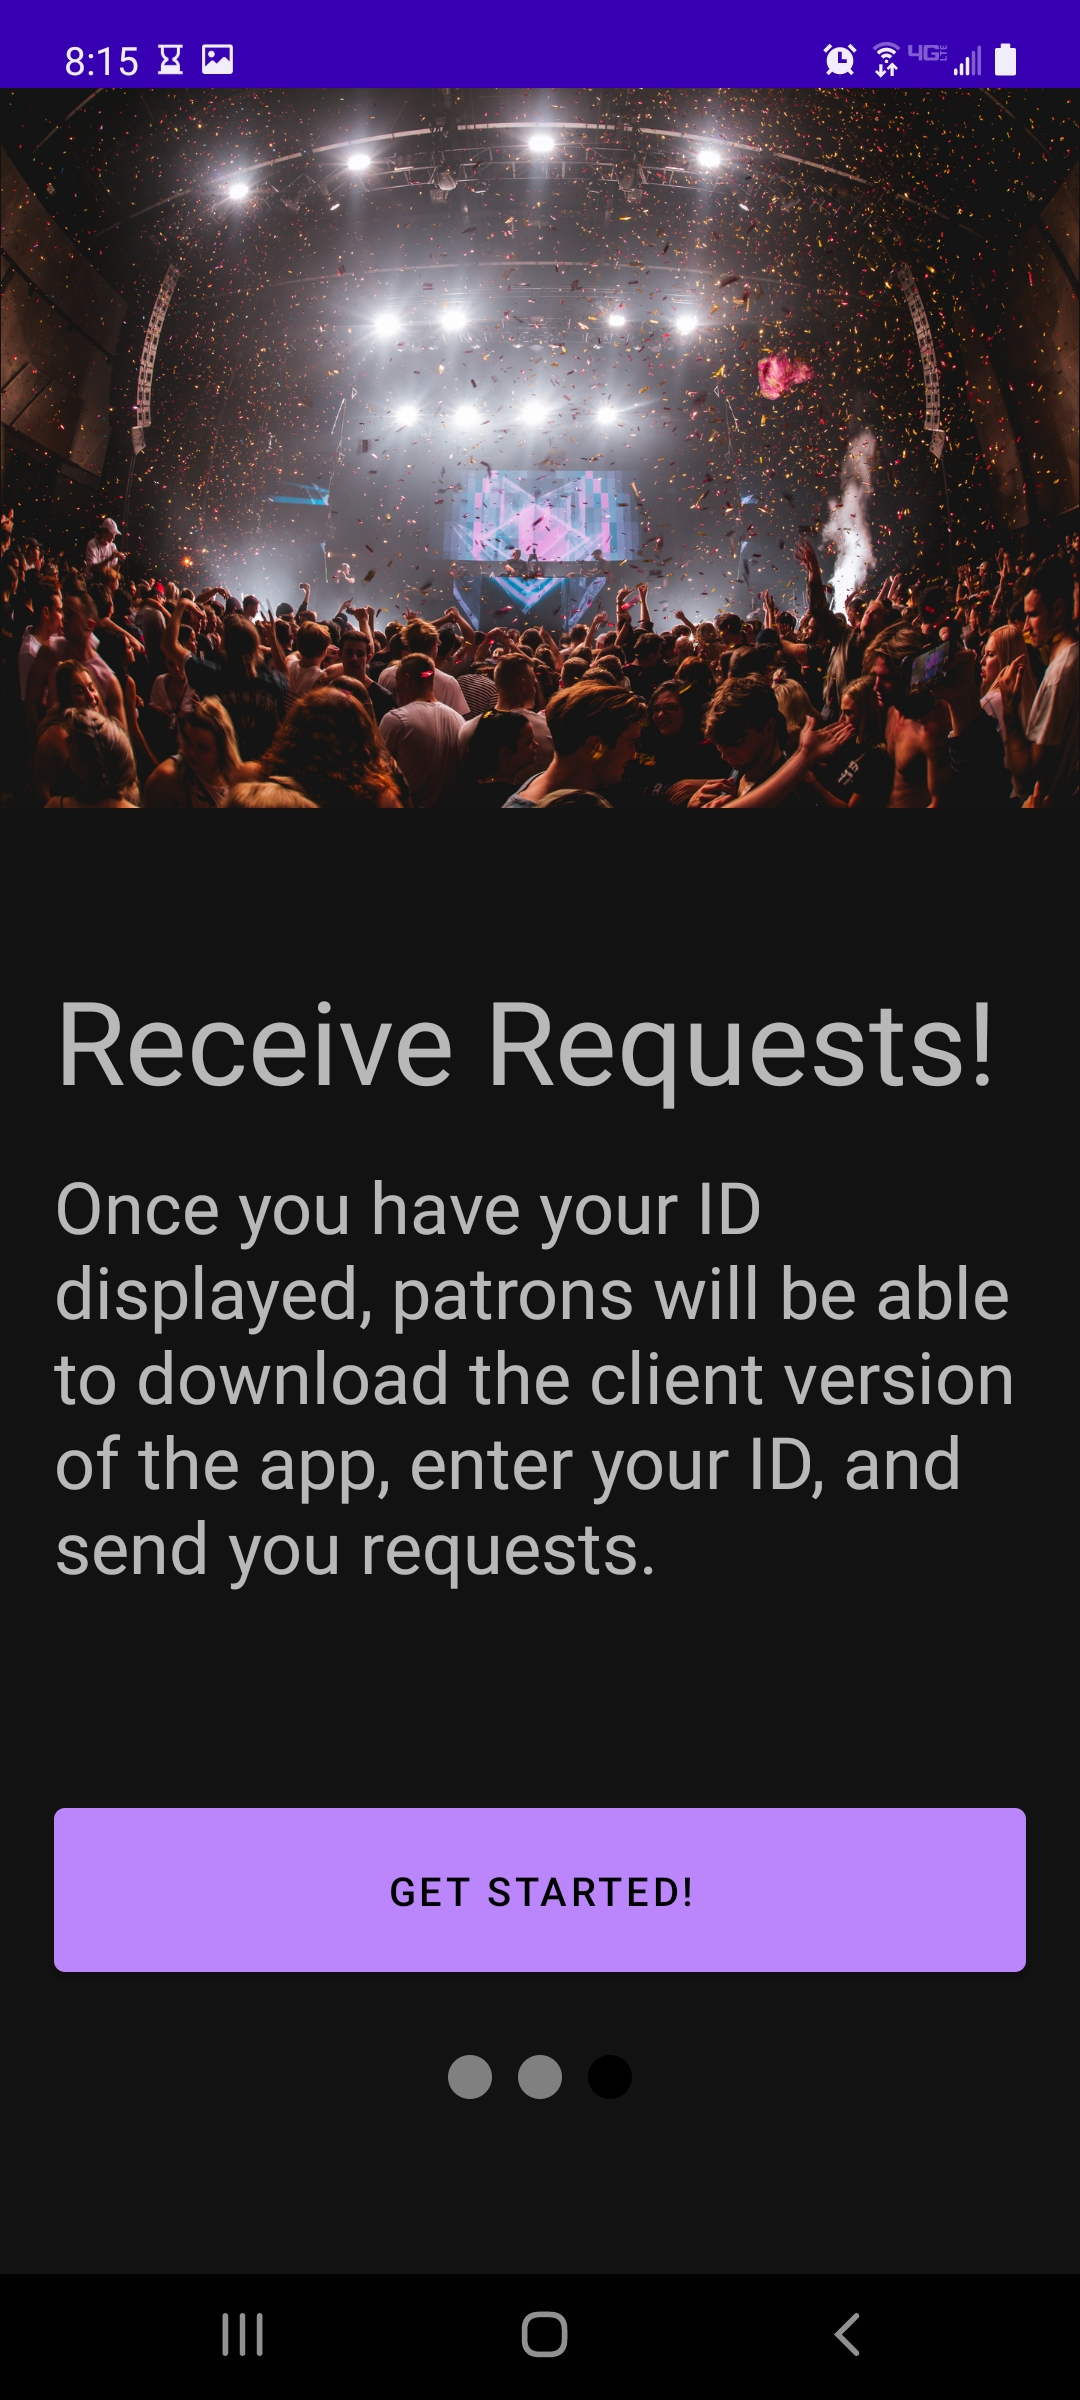 8:15 4G LTE
Receive Requests!
Once you have your ID
displayed, patrons will be able
to download the client version
of the app, enter your ID, and
send you requests.
GET STARTED!